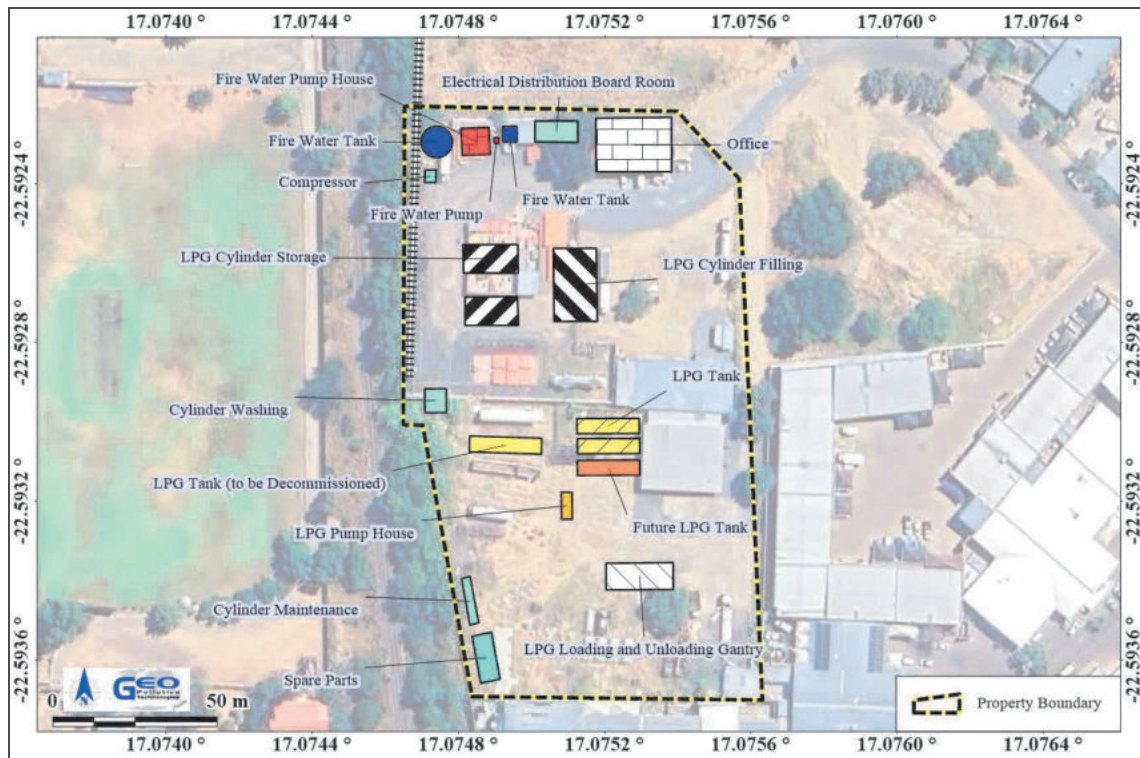 17.0740 ° 17.0744 ° 17.0748 ° 17.0752 ° 17.0756 ° 17.0760 ° 17.0764 °
Fire Water Pump House
Electrical Distribution Board Room
Fire Water Tank
Office
Compressor
Fire Water Pump
Fire Water Tank
-22.5924 °
-22.5924 °
LPG Cylinder Storage
LPG Cylinder Filling
-22.5928 °
-22.5928 °
LPG Tank
Cylinder Washing
LPG Tank (to be Decommissioned)
-22.5932 °
-22.5932 °
LPG Pump House
Future LPG Tank
Cylinder Maintenance
LPG Loading and Unloading Gantry
-22.5936 °
-22.5936 °
Spare Parts
N
GEO
Pollution
Technologies
0 50 m
Property Boundary
17.0740 ° 17.0744 ° 17.0748 ° 17.0752 ° 17.0756 ° 17.0760 ° 17.0764 °